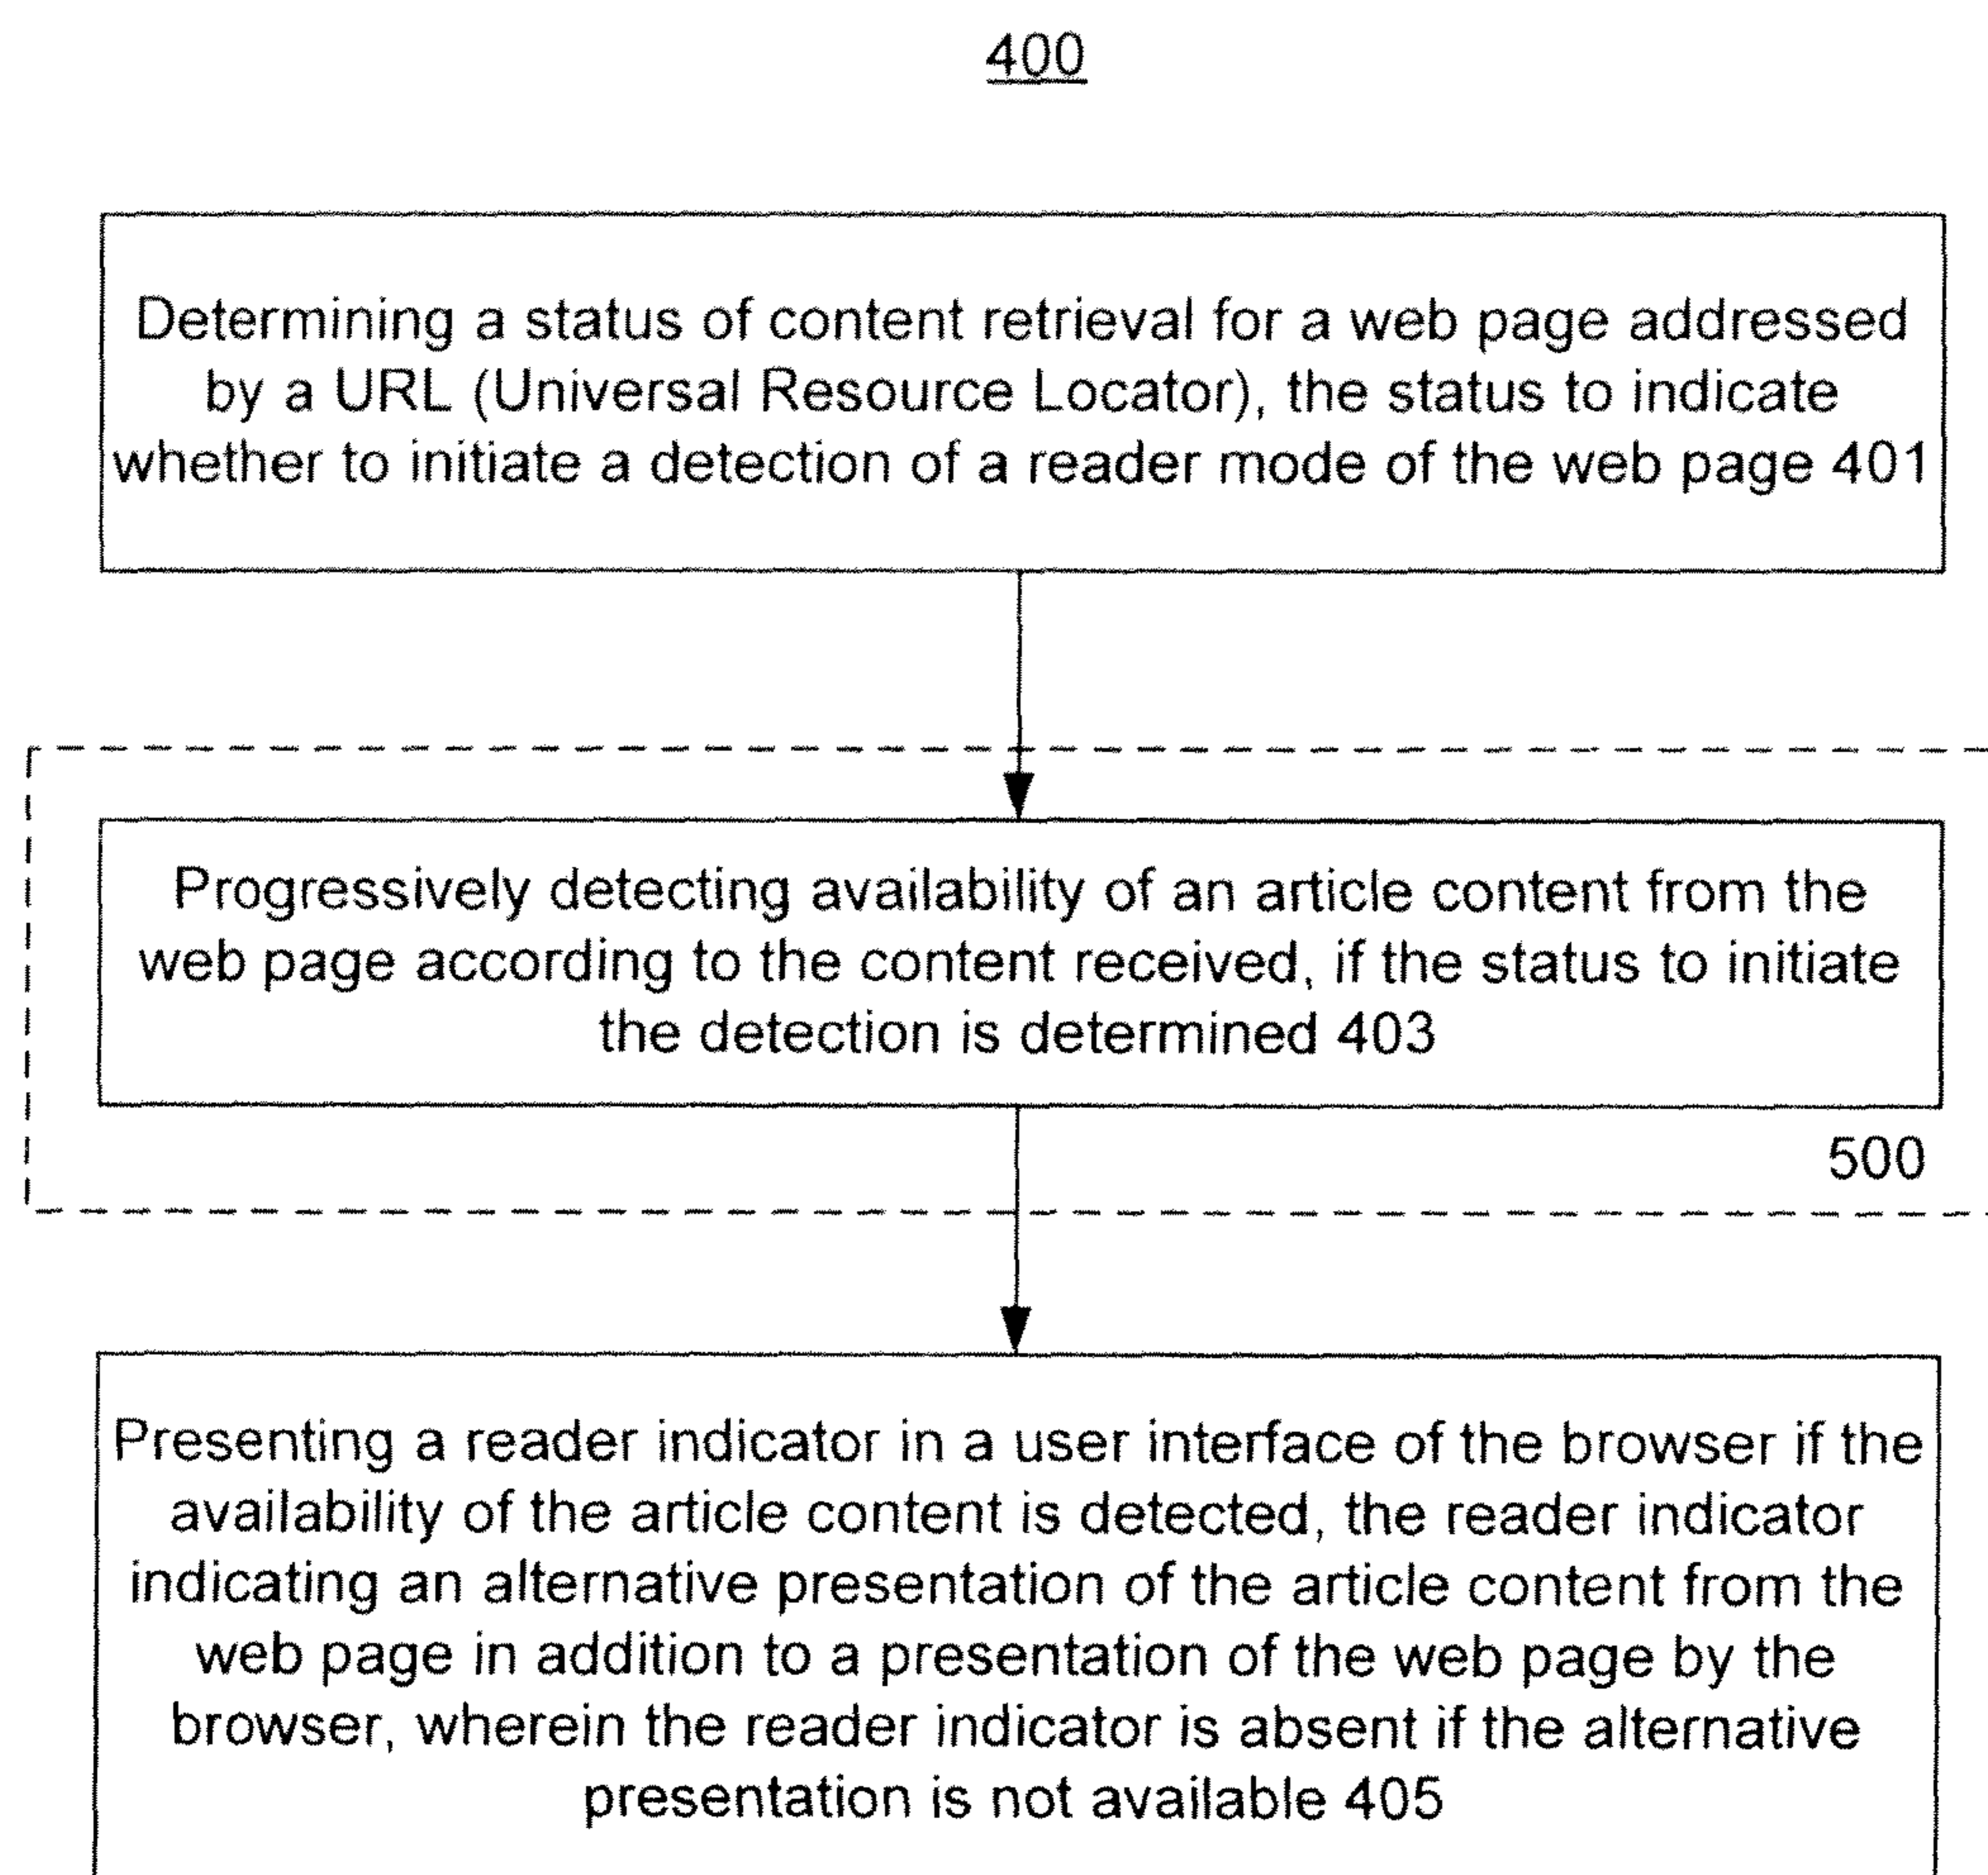 400
Determining a status of content retrieval for a web page addressed
by a URL (Universal Resource Locator), the status to indicate
whether to initiate a detection of a reader mode of the web page 401
Progressively detecting availability of an article content from the
web page according to the content received, if the status to initiate
the detection is determined 403
500
Presenting a reader indicator in a user interface of the browser if the
availability of the article content is detected, the reader indicator
indicating an alternative presentation of the article content from the
web page in addition to a presentation of the web page by the
browser, wherein the reader indicator is absent if the alternative
presentation is not available 405